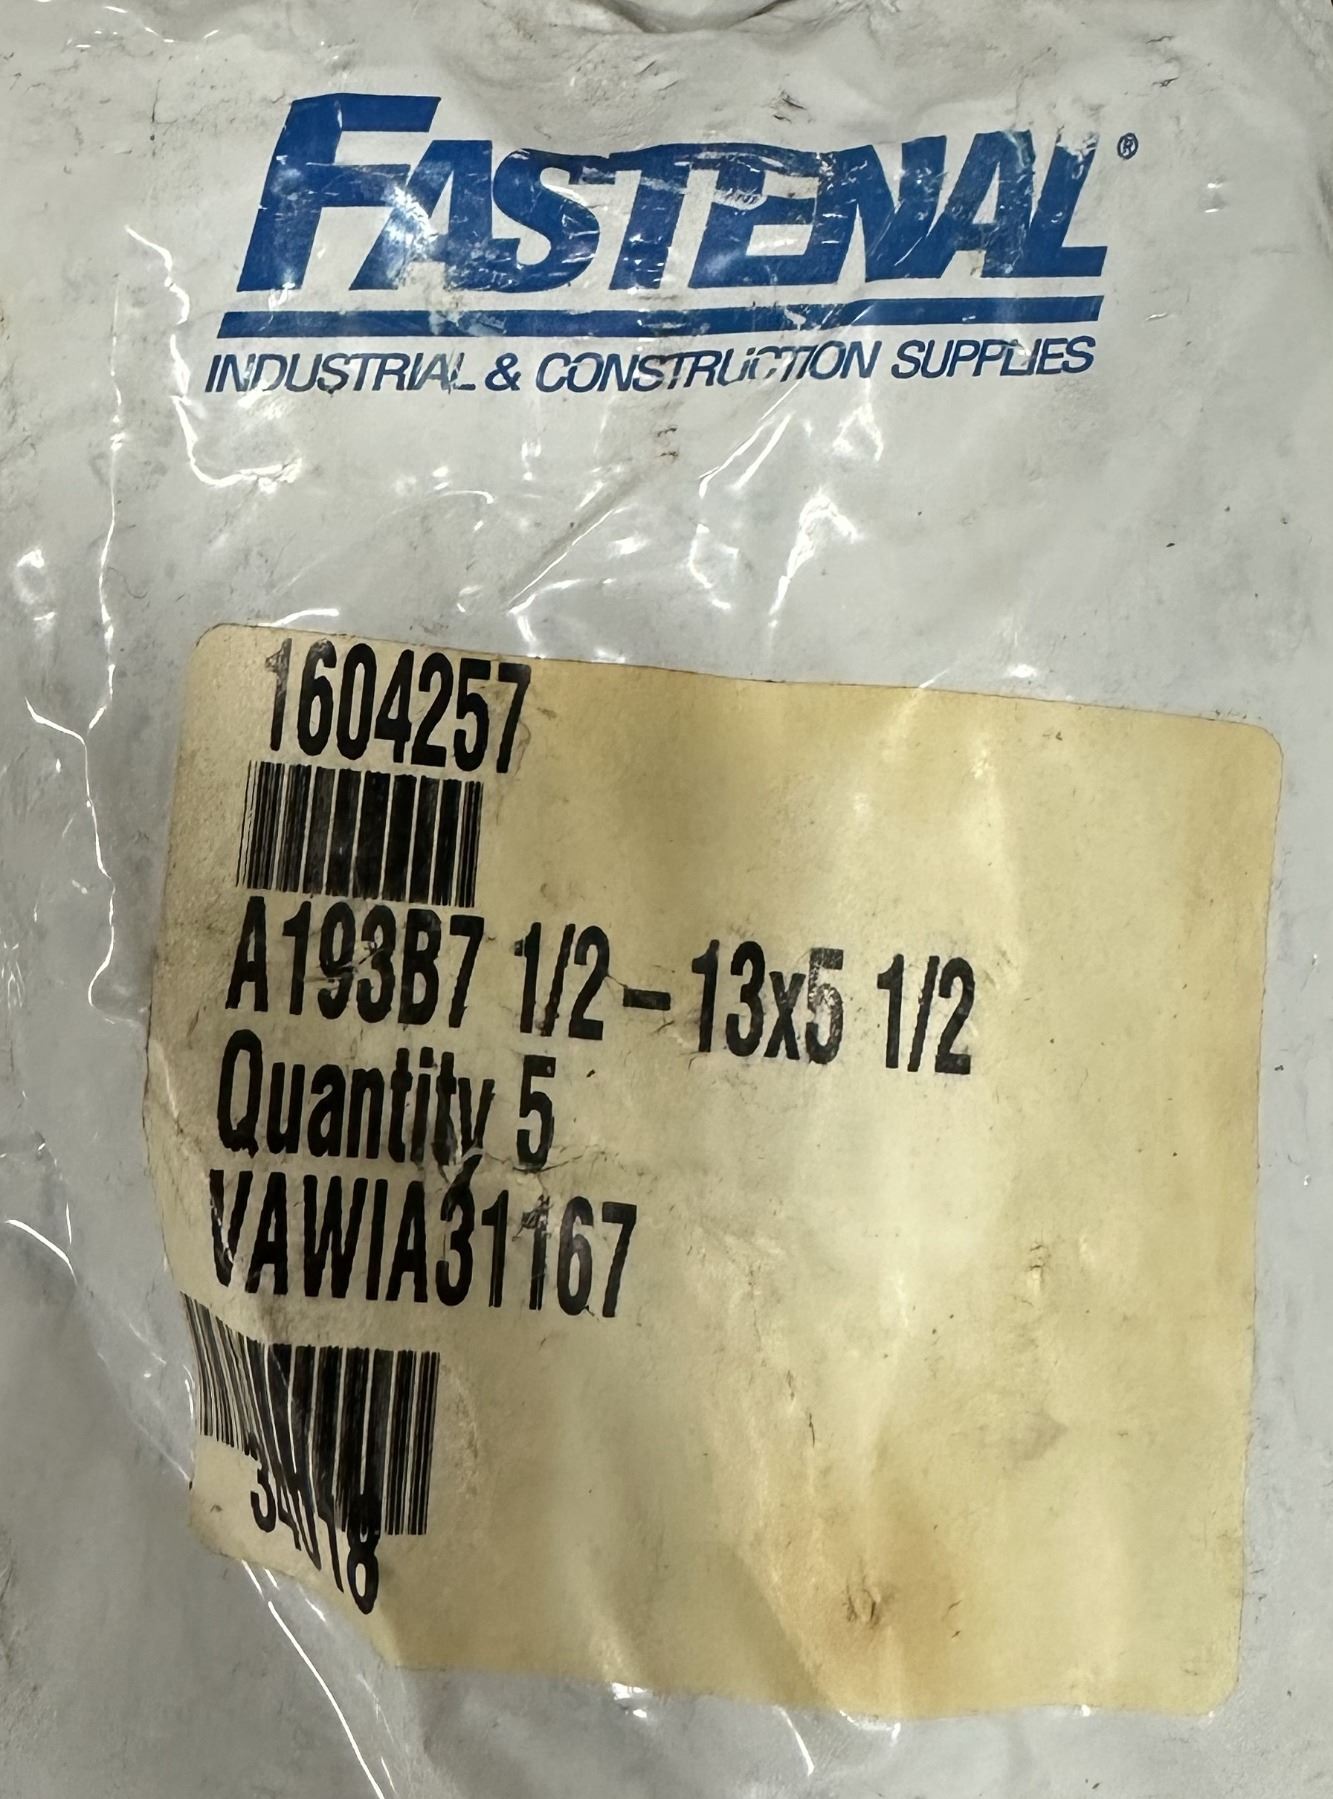 FASTENAL®
INDUSTRIAL & CONSTRUCTION SUPPLIES
1604257
A193B7 1/2-13x5 1/2
Quantity 5
VAWIA31167